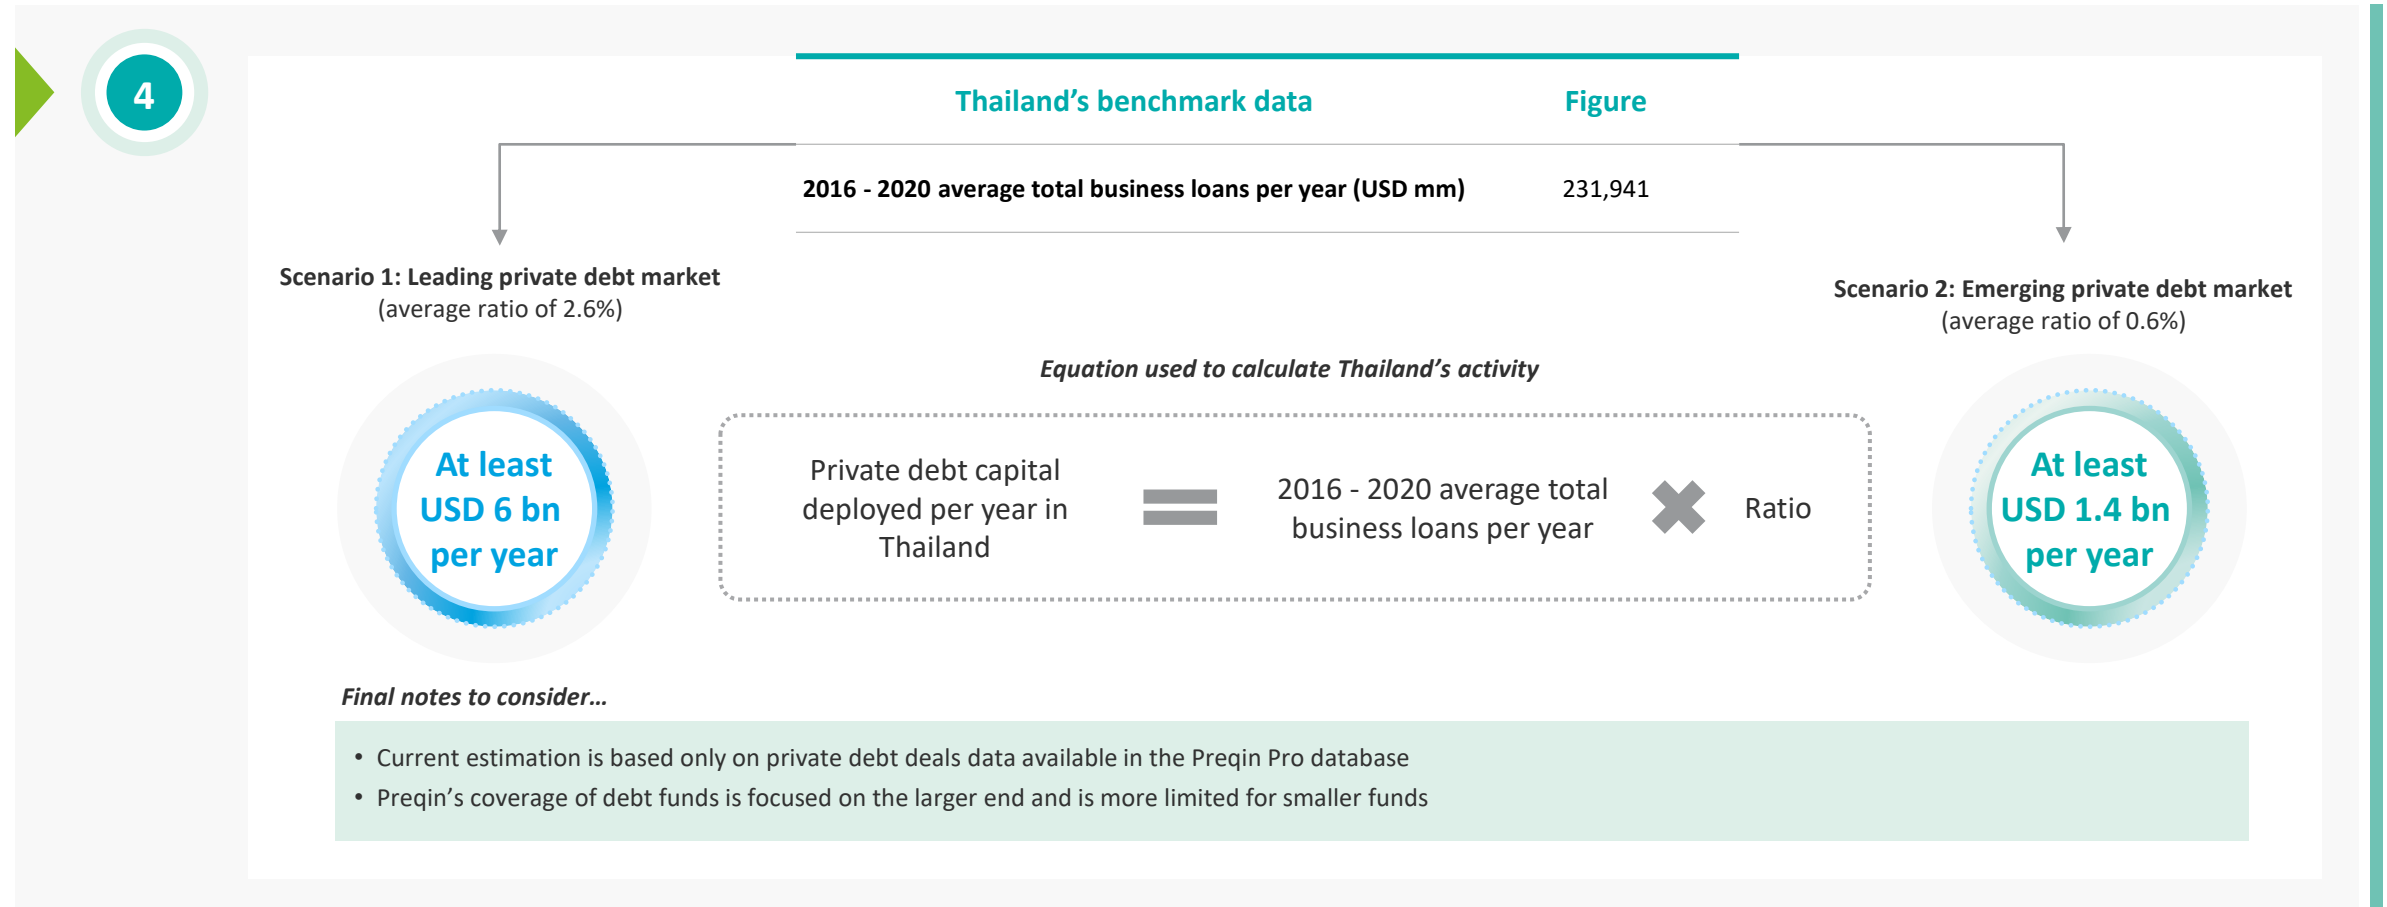 4
Thailand’s benchmark data Figure
2016 - 2020 average total business loans per year (USD mm) 231,941
Scenario 1: Leading private debt market
(average ratio of 2.6%)
Scenario 2: Emerging private debt market
(average ratio of 0.6%)
Equation used to calculate Thailand’s activity
At least
USD 6 bn
per year
Private debt capital
deployed per year in
Thailand
=
2016 - 2020 average total
business loans per year
✖
Ratio
At least
USD 1.4 bn
per year
Final notes to consider…
• Current estimation is based only on private debt deals data available in the Preqin Pro database
• Preqin’s coverage of debt funds is focused on the larger end and is more limited for smaller funds